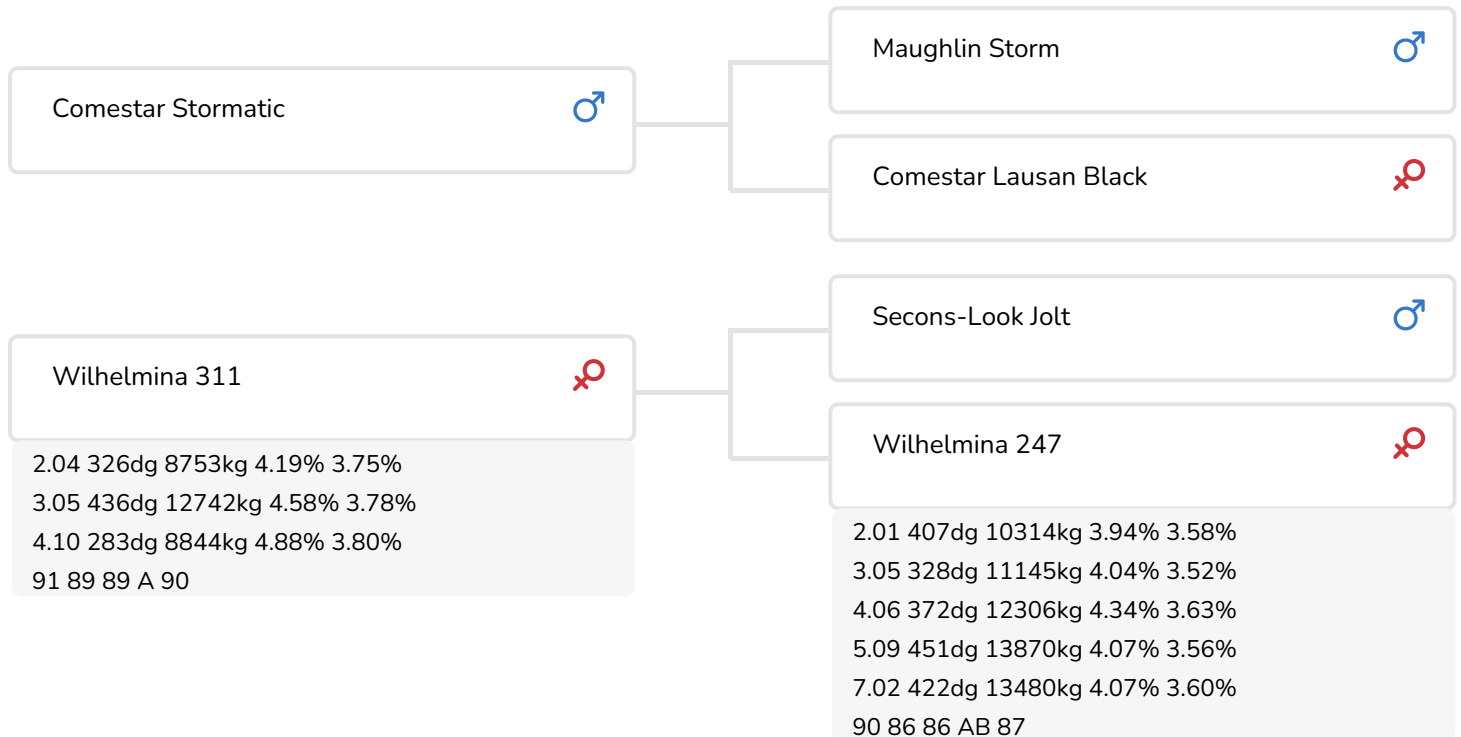 Comestar Stormatic
Maughlin Storm
Comestar Lausan Black
Wilhelmina 311
2.04 326dg 8753kg 4.19% 3.75%
3.05 436dg 12742kg 4.58% 3.78%
4.10 283dg 8844kg 4.88% 3.80%
91 89 89 A 90
Secons-Look Jolt
Wilhelmina 247
2.01 407dg 10314kg 3.94% 3.58%
3.05 328dg 11145kg 4.04% 3.52%
4.06 372dg 12306kg 4.34% 3.63%
5.09 451dg 13870kg 4.07% 3.56%
7.02 422dg 13480kg 4.07% 3.60%
90 86 86 AB 87